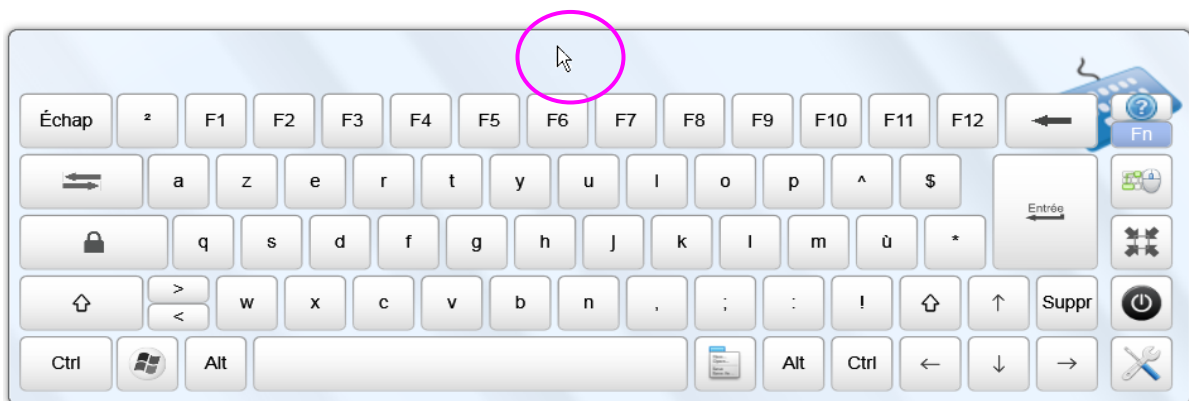 Échap ² F1 F2 F3 F4 F5 F6 F7 F8 F9 F10 F11 F12 Fn
a z e r t y u I o p ^ $ Entrée
q s d f g h j k l m ù *
> < w x c v b n , ; : ! ↑ Suppr
Ctrl Alt Alt Ctrl ← ↓ →